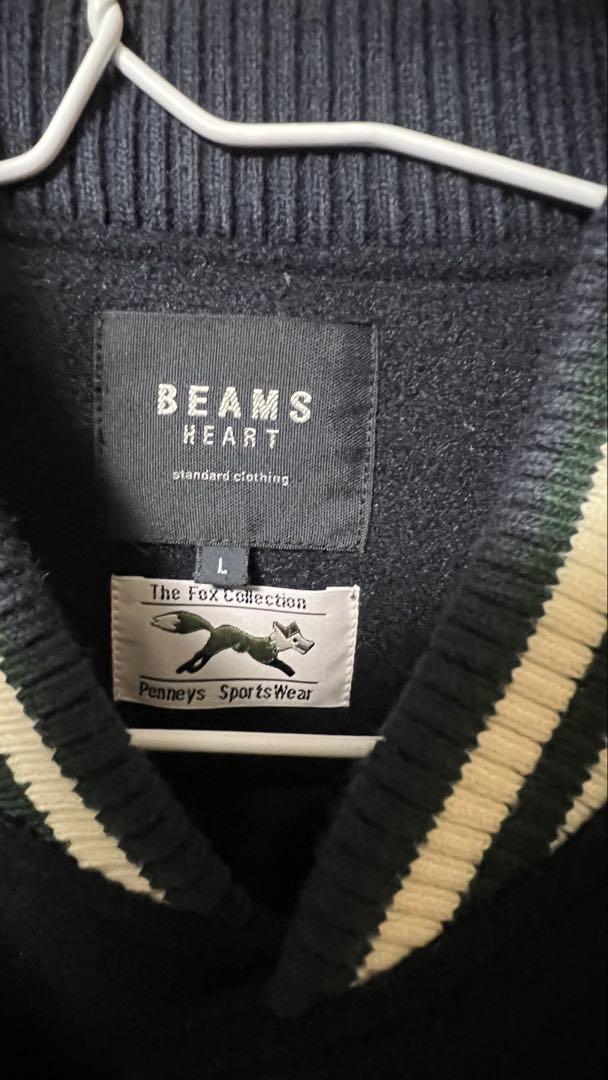 BEAMS
HEART
standard clothing
L
The Fox Collection
Penneys SportsWear